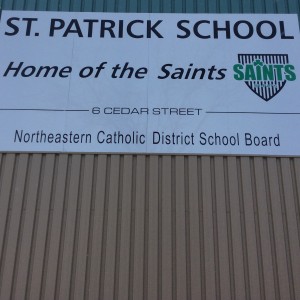 ST. PATRICK SCHOOL
Home of the Saints
SAINTS
6 CEDAR STREET
Northeastern Catholic District School Board